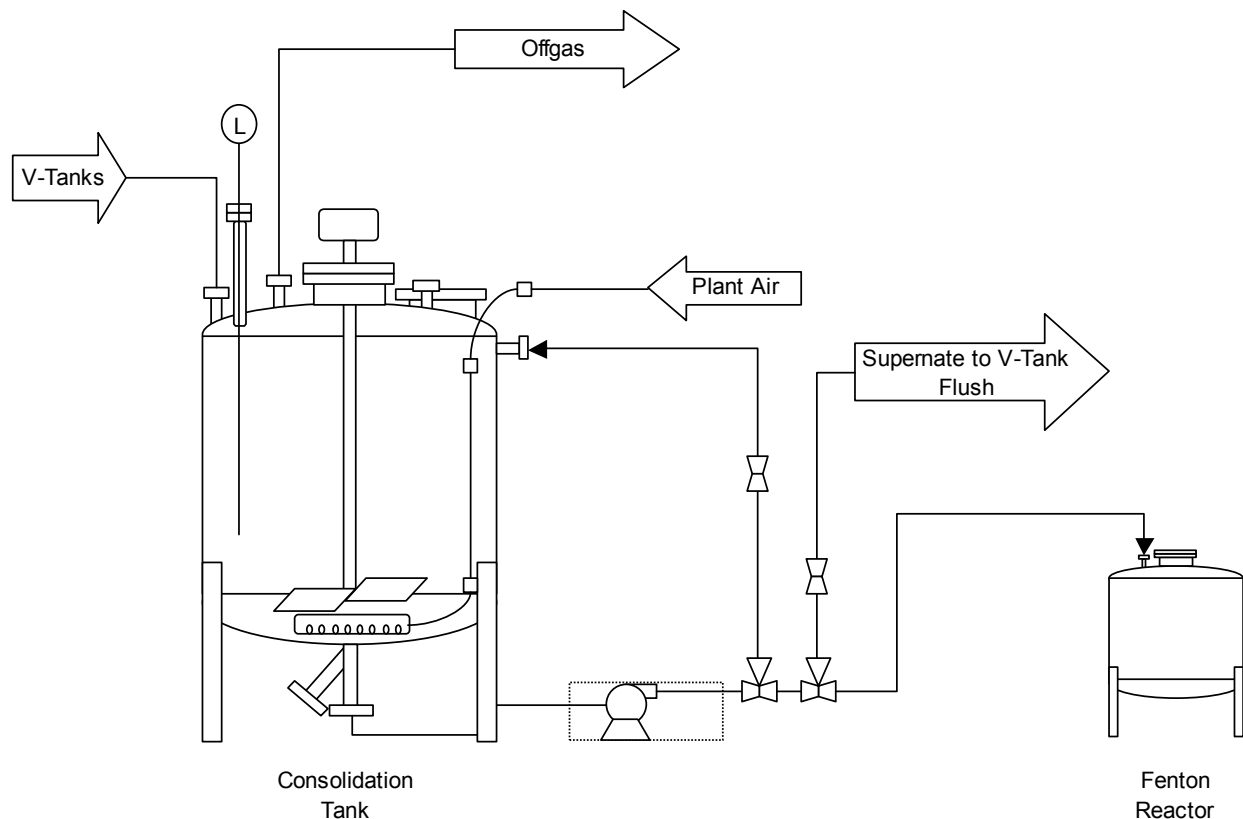 Offgas
L
V-Tanks
Plant Air
Supernate to V-Tank
Flush
Consolidation
Tank
Fenton
Reactor